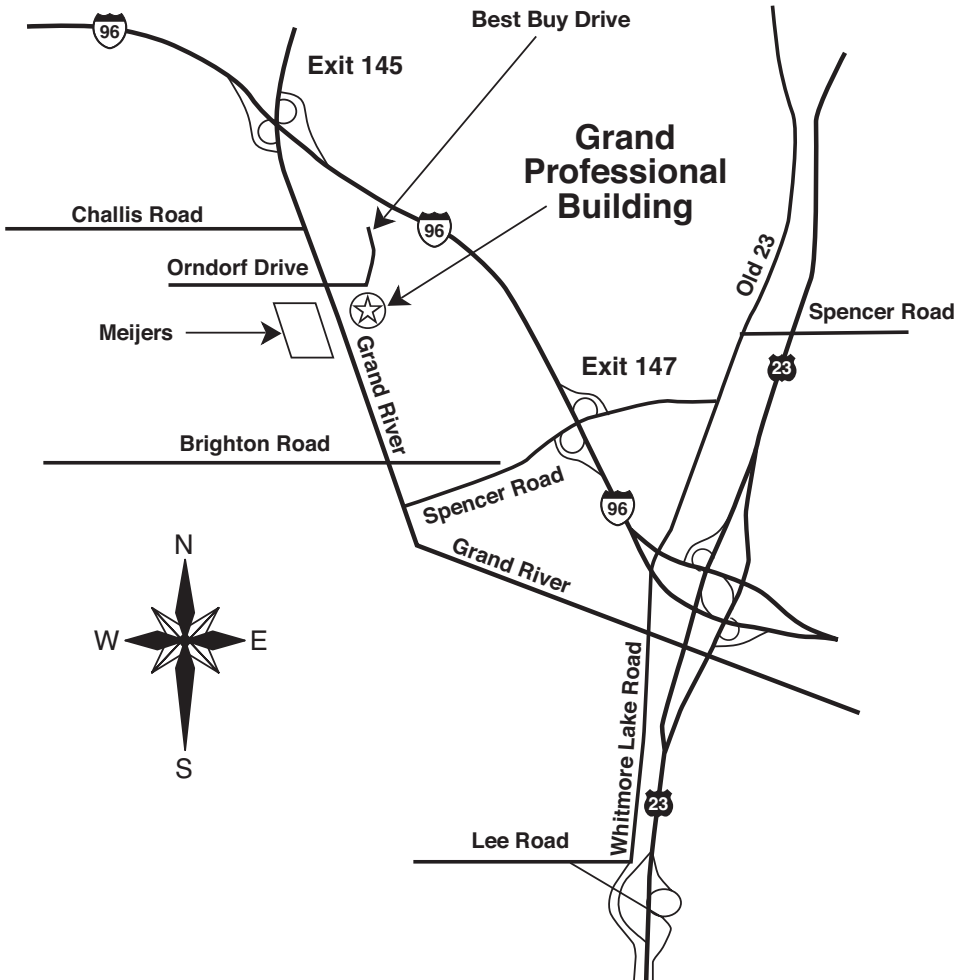 Best Buy Drive
96
Exit 145
Grand
Professional
Building
Challis Road
96
Old 23
Orndorf Drive
Spencer Road
Meijers
Grand River
Exit 147
23
Brighton Road
Spencer Road
96
Grand River
N
W
E
S
Whitmore Lake Road
23
Lee Road